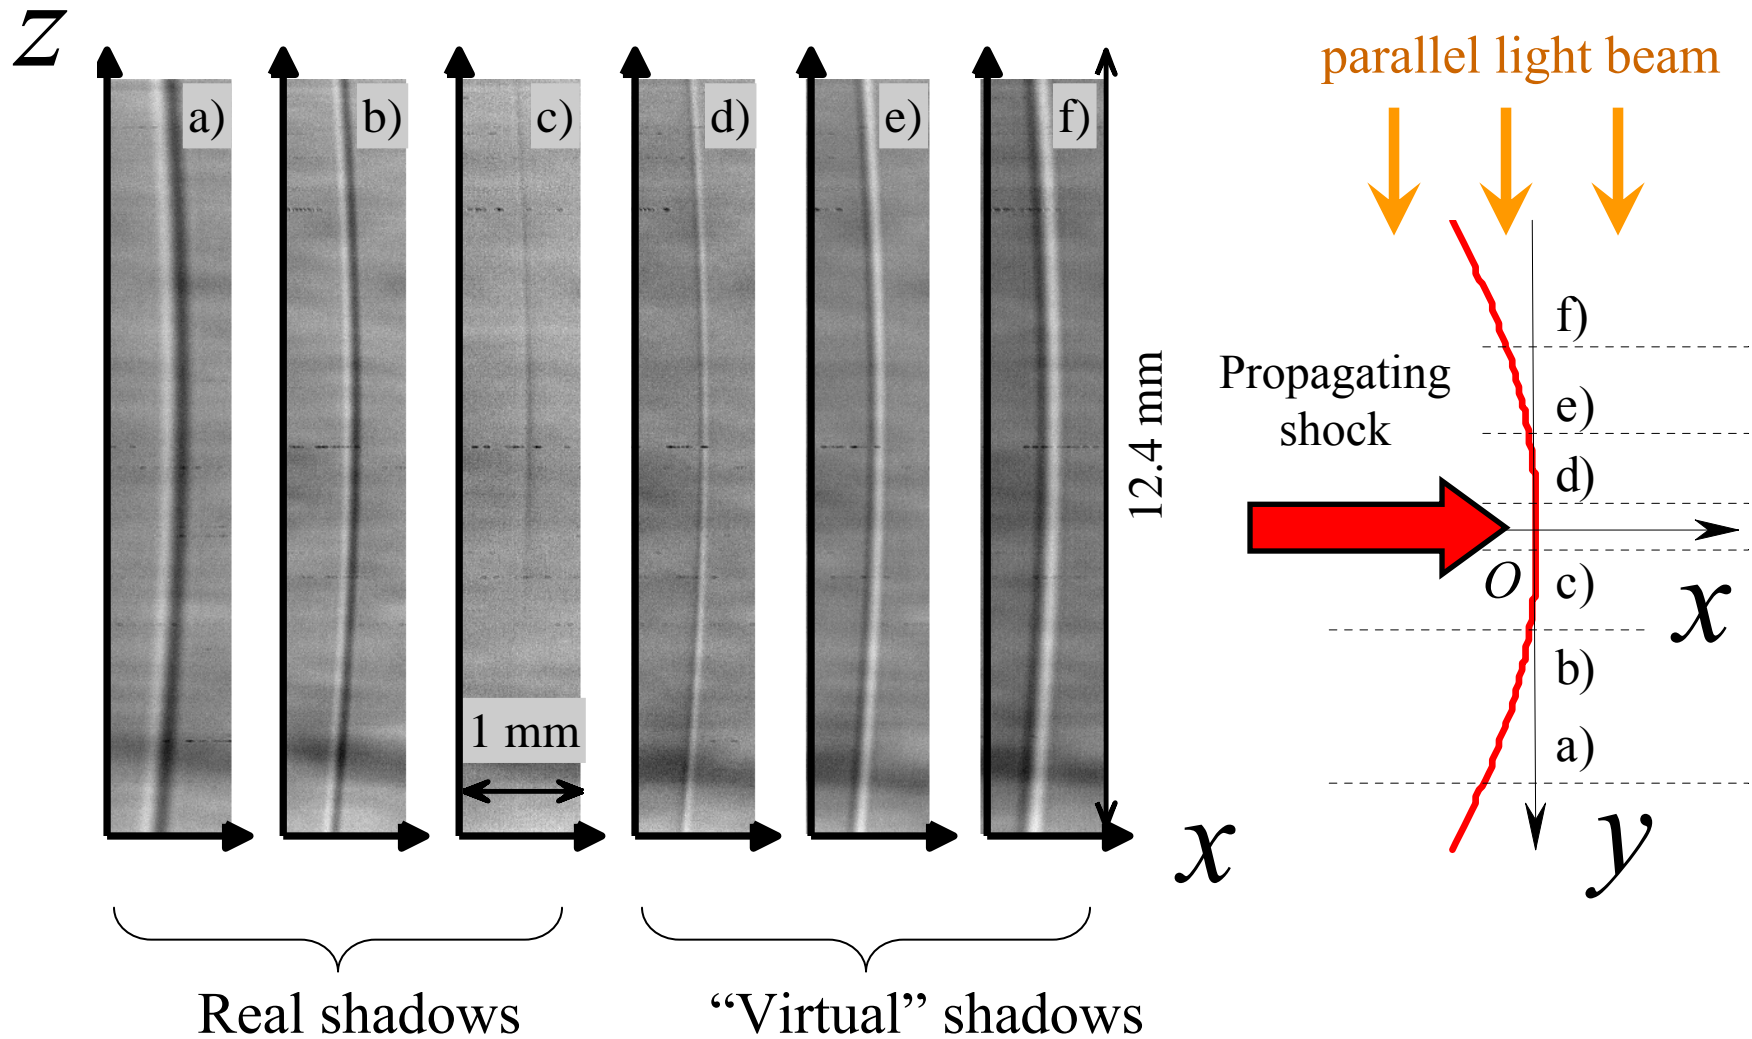 z
a)
b)
c)
d)
e)
f)
1 mm
12.4 mm
x
Real shadows
“Virtual” shadows
parallel light beam
Propagating
shock
f)
e)
d)
O
c)
x
b)
a)
y